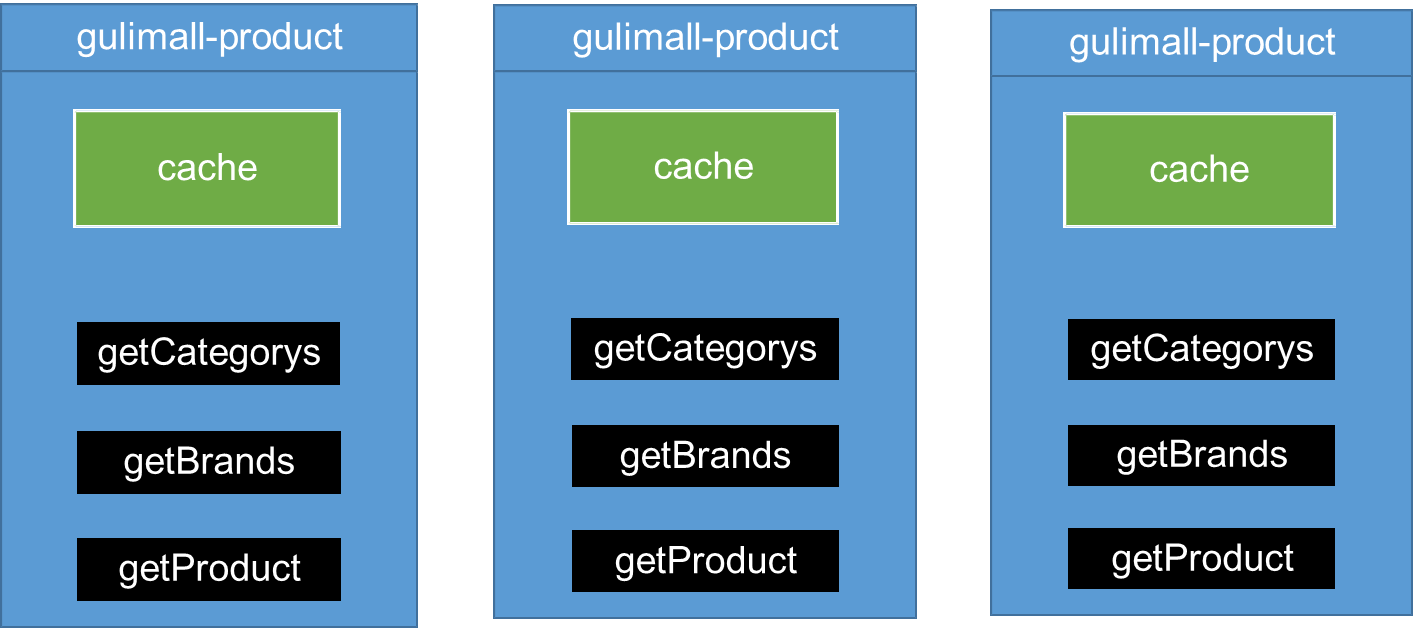 gulimall-product
cache
getCategorys
getBrands
getProduct
gulimall-product
cache
getCategorys
getBrands
getProduct
gulimall-product
cache
getCategorys
getBrands
getProduct